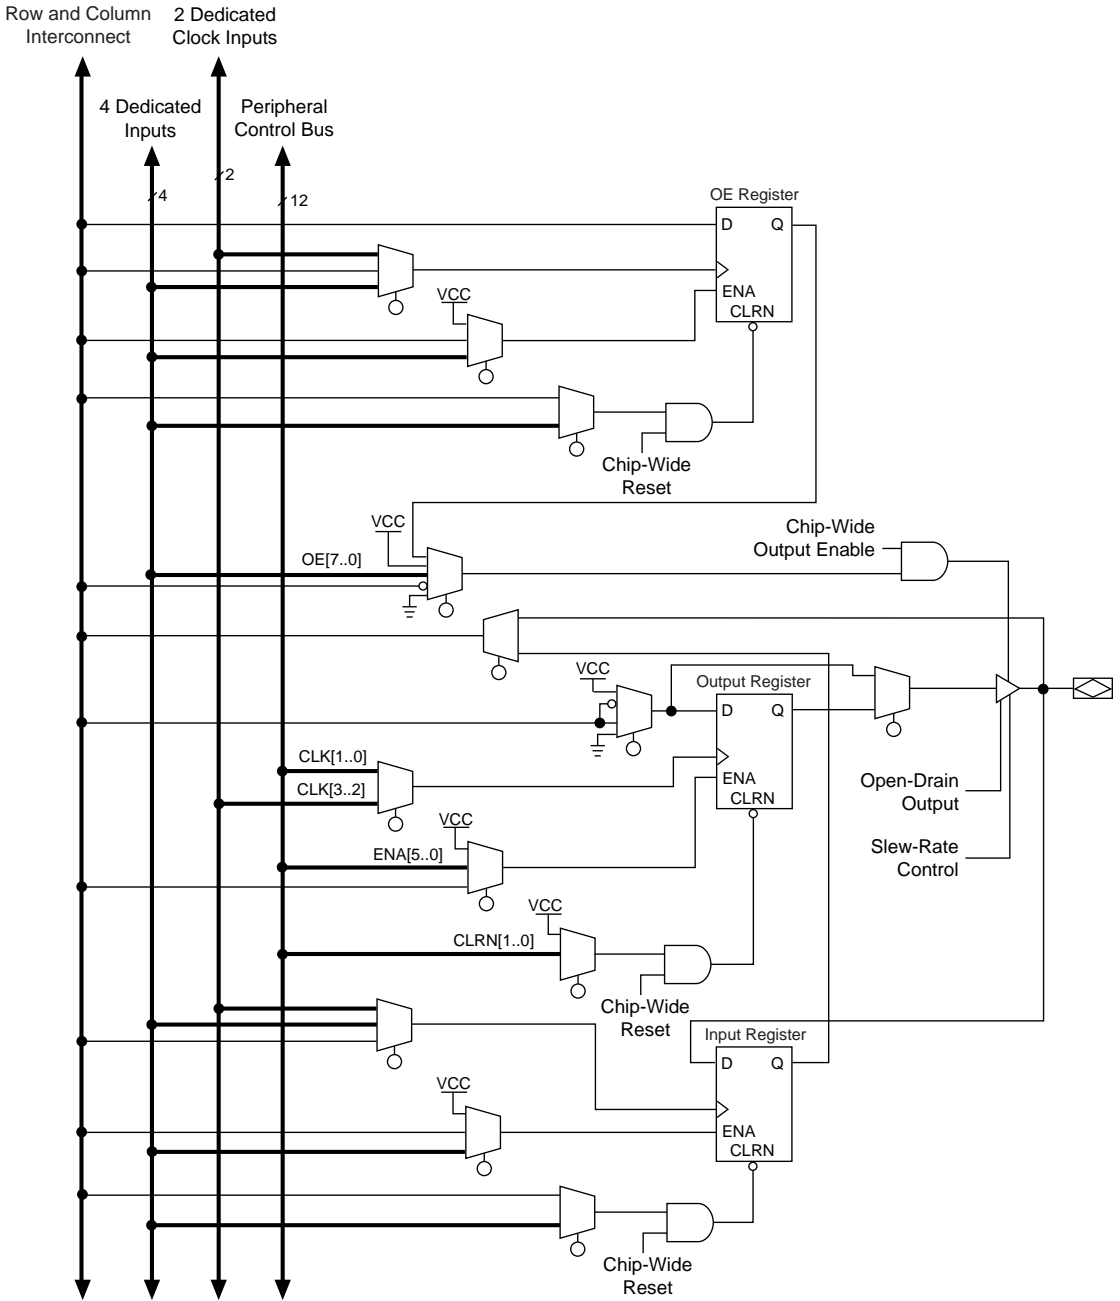 Row and Column
Interconnect
2 Dedicated
Clock Inputs
4 Dedicated
Inputs
Peripheral
Control Bus
2
4
12
OE Register
D Q
ENA
CLRN
VCC
Chip-Wide
Reset
VCC
OE[7..0]
Chip-Wide
Output Enable
VCC
Output Register
D Q
ENA
CLRN
CLK[1..0]
CLK[3..2]
Open-Drain
Output
VCC
ENA[5..0]
Slew-Rate
Control
VCC
CLRN[1..0]
Chip-Wide
Reset
Input Register
D Q
ENA
CLRN
VCC
Chip-Wide
Reset